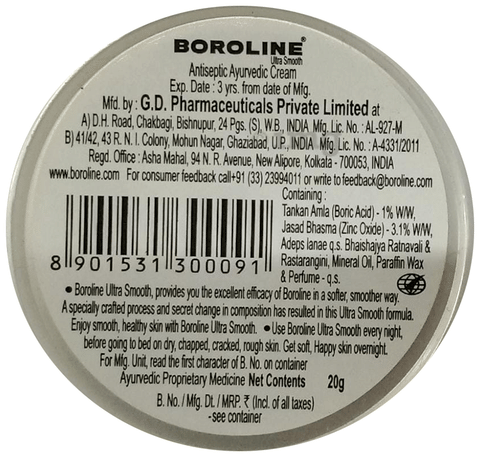 BOROLINE®
Ultra Smooth
Antiseptic Ayurvedic Cream
Exp. Date : 3 yrs. from date of Mfg.
Mfd. by : G.D. Pharmaceuticals Private Limited at
A) D.H. Road, Chakbagi, Bishnupur, 24 Pgs. (S), W.B., INDIA Mfg. Lic. No. : AL-927-M
B) 41/42, 43 R. N. I. Colony, Mohun Nagar, Ghaziabad, U.P., INDIA Mfg. Lic. No. : A-4331/2011
Regd. Office : Asha Mahal, 94 N. R. Avenue, New Alipore, Kolkata - 700053, INDIA
www.boroline.com For consumer feedback call+91 (33) 23994011 or write to feedback@boroline.com
Containing :
Tankan Amla (Boric Acid) - 1% W/W,
Jasad Bhasma (Zinc Oxide) - 3.1% W/W,
Adeps lanae q.s. Bhaishajya Ratnavali &
Rastarangini, Mineral Oil, Paraffin Wax
& Perfume - q.s.
8 901531 300091
• Boroline Ultra Smooth, provides you the excellent efficacy of Boroline in a softer, smoother way.
A specially crafted process and secret change in composition has resulted in this Ultra Smooth formula.
Enjoy smooth, healthy skin with Boroline Ultra Smooth. • Use Boroline Ultra Smooth every night,
before going to bed on dry, chapped, cracked, rough skin. Get soft, Happy skin overnight.
For Mfg. Unit, read the first character of B. No. on container
Ayurvedic Proprietary Medicine Net Contents 20g
B. No. / Mfg. Dt. / MRP. ₹ (Incl. of all taxes)
-see container